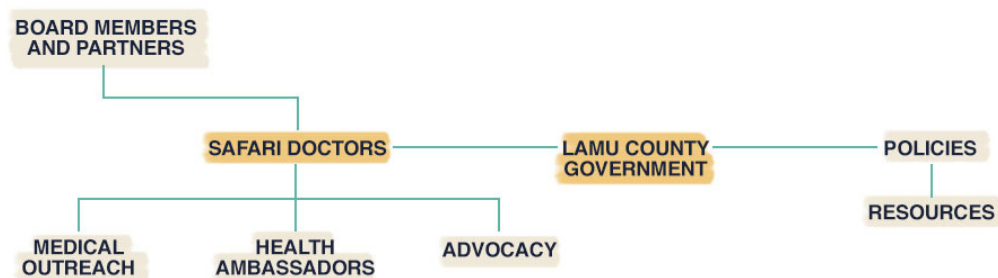 BOARD MEMBERS
AND PARTNERS
SAFARI DOCTORS
LAMU COUNTY
GOVERNMENT
POLICIES
RESOURCES
MEDICAL
OUTREACH
HEALTH
AMBASSADORS
ADVOCACY